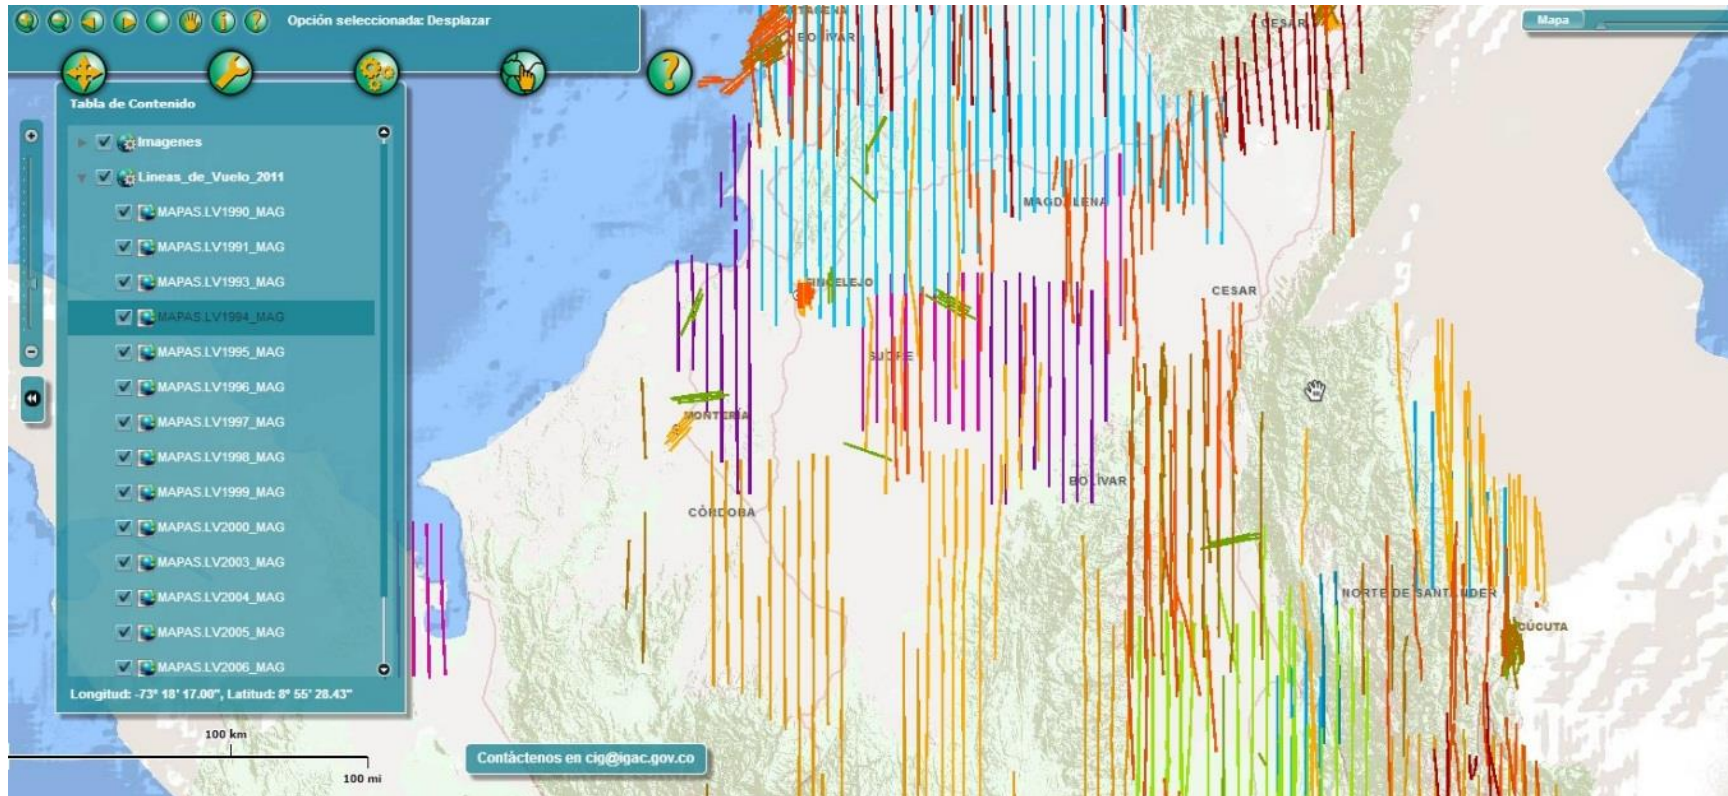 Opción seleccionada: Desplazar
Mapa
Tabla de Contenido
Imagenes
Lineas_de_Vuelo_2011
MAPAS.LV1990_MAG
MAPAS.LV1991_MAG
MAPAS.LV1993_MAG
MAPAS.LV1994_MAG
MAPAS.LV1995_MAG
MAPAS.LV1996_MAG
MAPAS.LV1997_MAG
MAPAS.LV1998_MAG
MAPAS.LV1999_MAG
MAPAS.LV2000_MAG
MAPAS.LV2003_MAG
MAPAS.LV2004_MAG
MAPAS.LV2005_MAG
MAPAS.LV2006_MAG
Longitud: -73° 18' 17.00", Latitud: 8° 55' 28.43"
100 km
100 mi
Contáctenos en cig@igac.gov.co
BOLÍVAR
CESAR
MAGDALENA
CESAR
SUCRE
MONTERÍA
BOLÍVAR
CÓRDOBA
NORTE DE SANTANDER
CÚCUTA